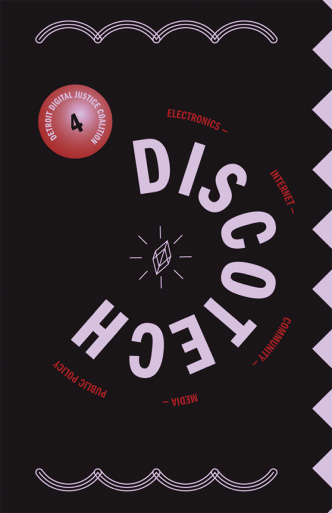 DETROIT DIGITAL JUSTICE COALITION
4
DISCOTECH
ELECTRONICS –
INTERNET –
COMMUNITY –
MEDIA –
PUBLIC POLICY